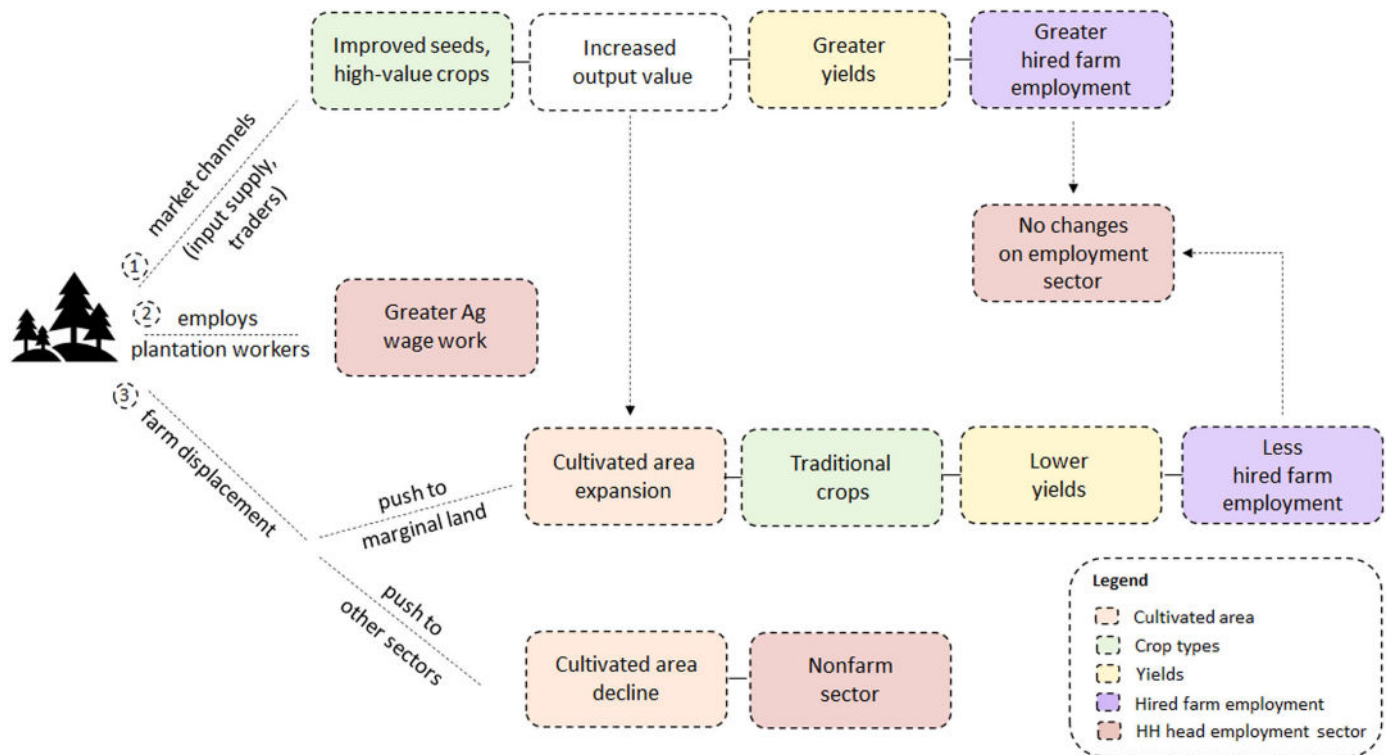 Improved seeds,
high-value crops
Increased
output value
Greater
yields
Greater
hired farm
employment
1
market channels
(input supply,
traders)
No changes
on employment
sector
2
employs
plantation workers
Greater Ag
wage work
3
farm displacement
push to
marginal land
Cultivated area
expansion
Traditional
crops
Lower
yields
Less
hired farm
employment
push to
other sectors
Cultivated area
decline
Nonfarm
sector
Legend
Cultivated area
Crop types
Yields
Hired farm employment
HH head employment sector